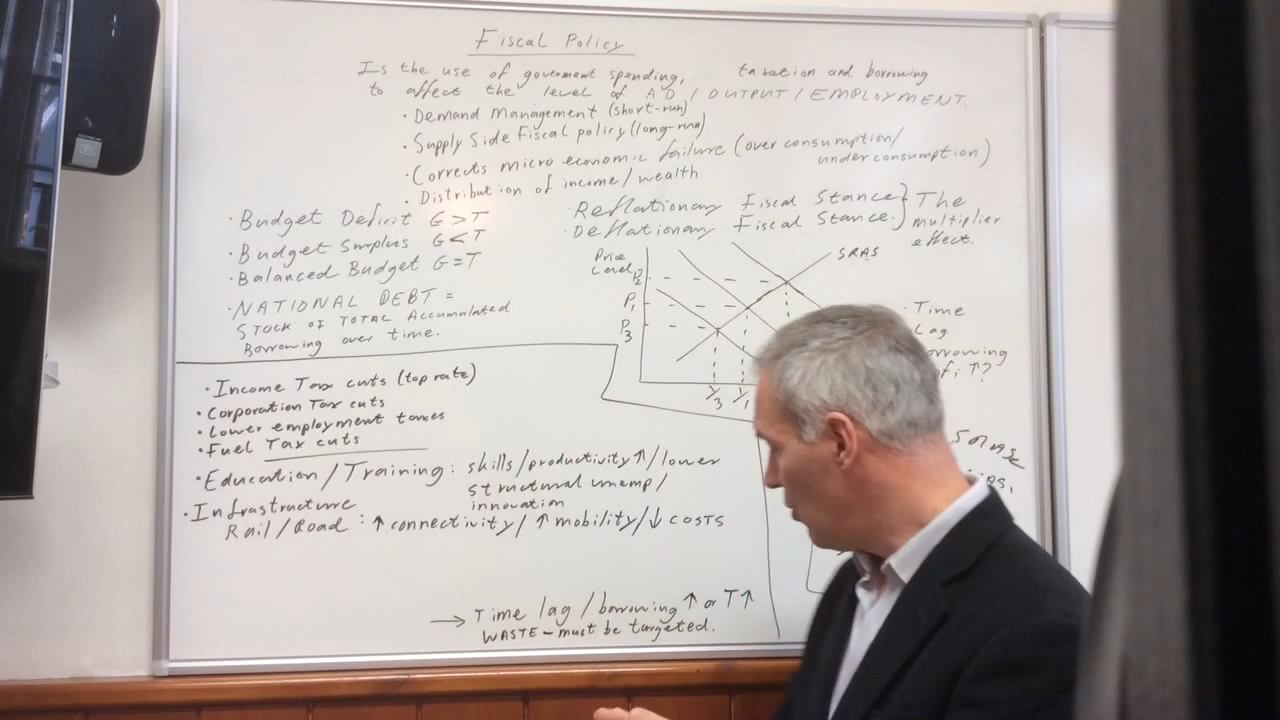 Fiscal Policy
Is the use of government spending, taxation and borrowing
to affect the level of AD / OUTPUT / EMPLOYMENT.
· Demand Management (short-run)
· Supply Side Fiscal policy (long-run)
· Corrects micro economic failure (over consumption/
under consumption)
· Distribution of income / wealth
· Budget Deficit G > T
· Budget Surplus G < T
· Balanced Budget G = T
· NATIONAL DEBT =
STOCK OF TOTAL Accumulated
Borrowing over time.
· Reflationary Fiscal Stance } The
· Deflationary Fiscal Stance. multiplier
effect.
Price
Level
P2
P1
P3
SRAS
Y3 Y1
· Time
Lag
· Income Tax cuts (top rate)
· Corporation Tax cuts
· Lower employment taxes
· Fuel Tax cuts
· Education / Training : skills / productivity ↑ / lower
structural unemp /
innovation
· Infrastructure
Rail / Road : ↑ connectivity / ↑ mobility / ↓ COSTS
→ Time lag / borrowing ↑ or T ↑
WASTE – must be targeted.